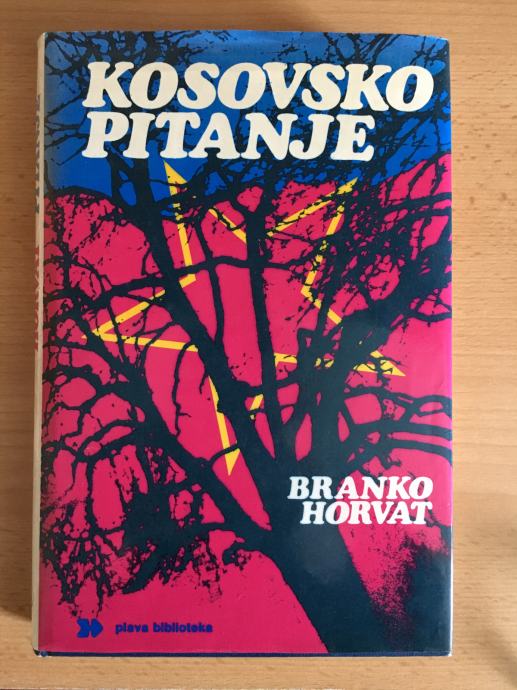 KOSOVSKO
PITANJE
BRANKO
HORVAT
plava biblioteka